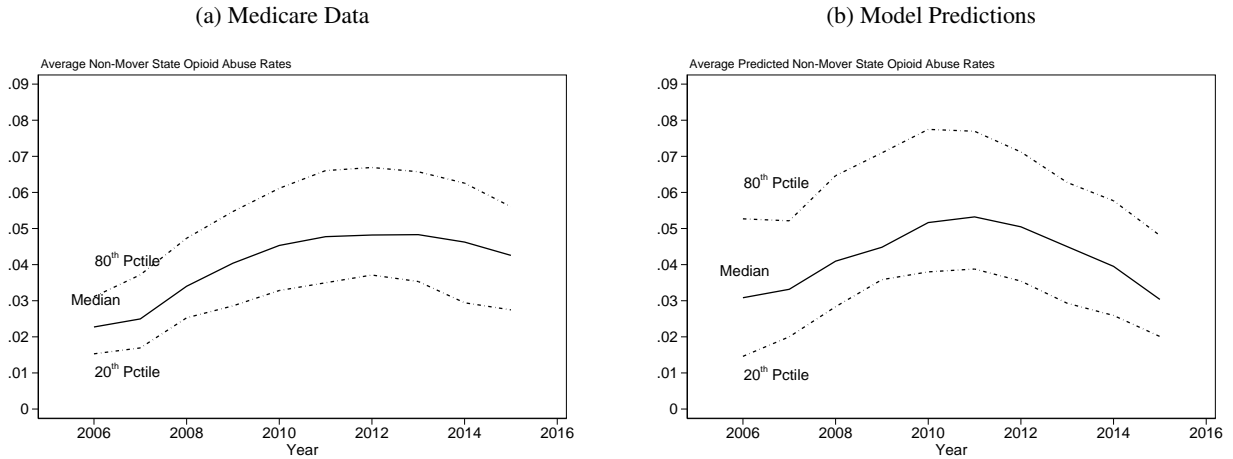 (a) Medicare Data
Average Non-Mover State Opioid Abuse Rates
.09
.08
.07
.06
.05
.04
.03
.02
.01
0
80th Pctile
Median
20th Pctile
2006 2008 2010 2012 2014 2016
Year
(b) Model Predictions
Average Predicted Non-Mover State Opioid Abuse Rates
.09
.08
.07
.06
.05
.04
.03
.02
.01
0
80th Pctile
Median
20th Pctile
2006 2008 2010 2012 2014 2016
Year